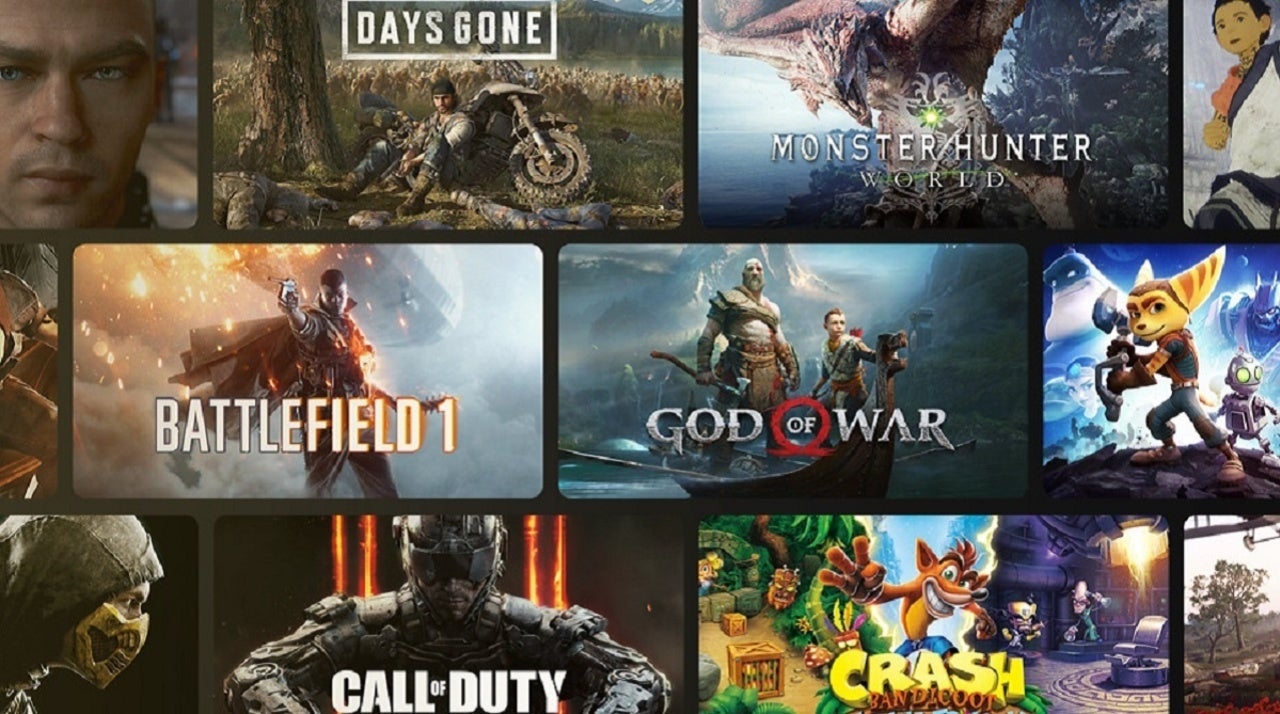 DAYS GONE
MONSTER HUNTER
WORLD
BATTLEFIELD 1
GOD OF WAR
CALL OF DUTY
CRASH
BANDICOOT